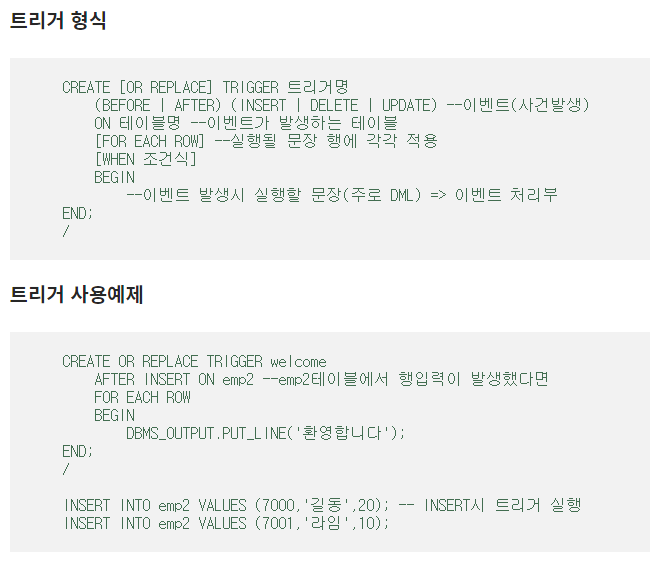 트리거 형식
CREATE [OR REPLACE] TRIGGER 트리거명
(BEFORE | AFTER) (INSERT | DELETE | UPDATE) --이벤트(사건발생)
ON 테이블명 --이벤트가 발생하는 테이블
[FOR EACH ROW] --실행될 문장 행에 각각 적용
[WHEN 조건식]
BEGIN
--이벤트 발생시 실행할 문장(주로 DML) => 이벤트 처리부
END;
/
트리거 사용예제
CREATE OR REPLACE TRIGGER welcome
AFTER INSERT ON emp2 --emp2테이블에서 행입력이 발생했다면
FOR EACH ROW
BEGIN
DBMS_OUTPUT.PUT_LINE('환영합니다');
END;
/
INSERT INTO emp2 VALUES (7000,'길동',20); -- INSERT시 트리거 실행
INSERT INTO emp2 VALUES (7001,'라임',10);